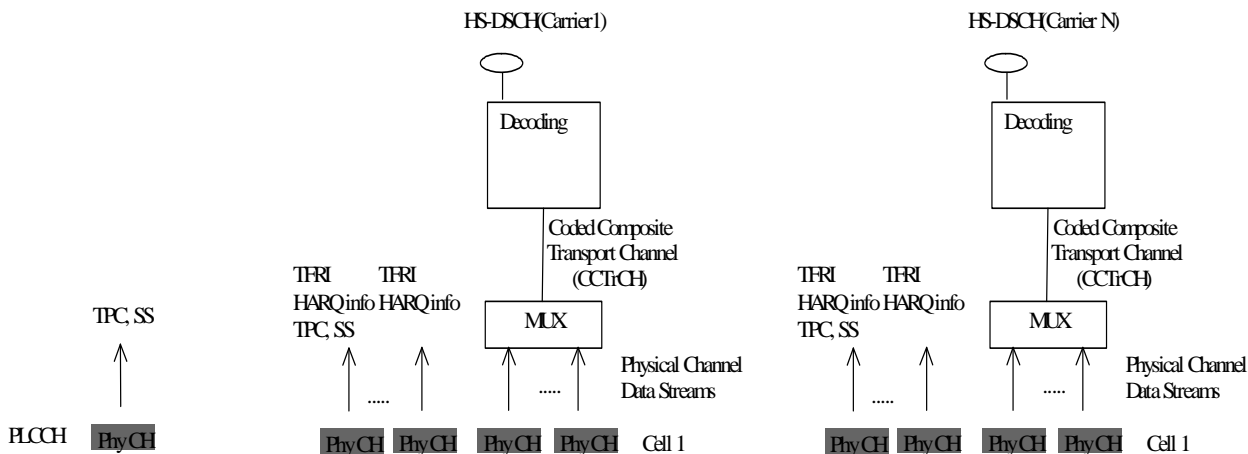 HS-DSCH(Carrier1)
HS-DSCH(Carrier N)
Decoding
Decoding
Coded Composite
Transport Channel
(CCTrCH)
Coded Composite
Transport Channel
(CCTrCH)
TFRI TFRI
HARQ info HARQ info
TPC, SS
TFRI TFRI
HARQ info HARQ info
TPC, SS
TPC, SS
MUX
MUX
Physical Channel
Data Streams
Physical Channel
Data Streams
.....
.....
.....
.....
PLCCH Phy CH
Phy CH Phy CH Phy CH Phy CH Cell 1
Phy CH Phy CH Phy CH Phy CH Cell 1